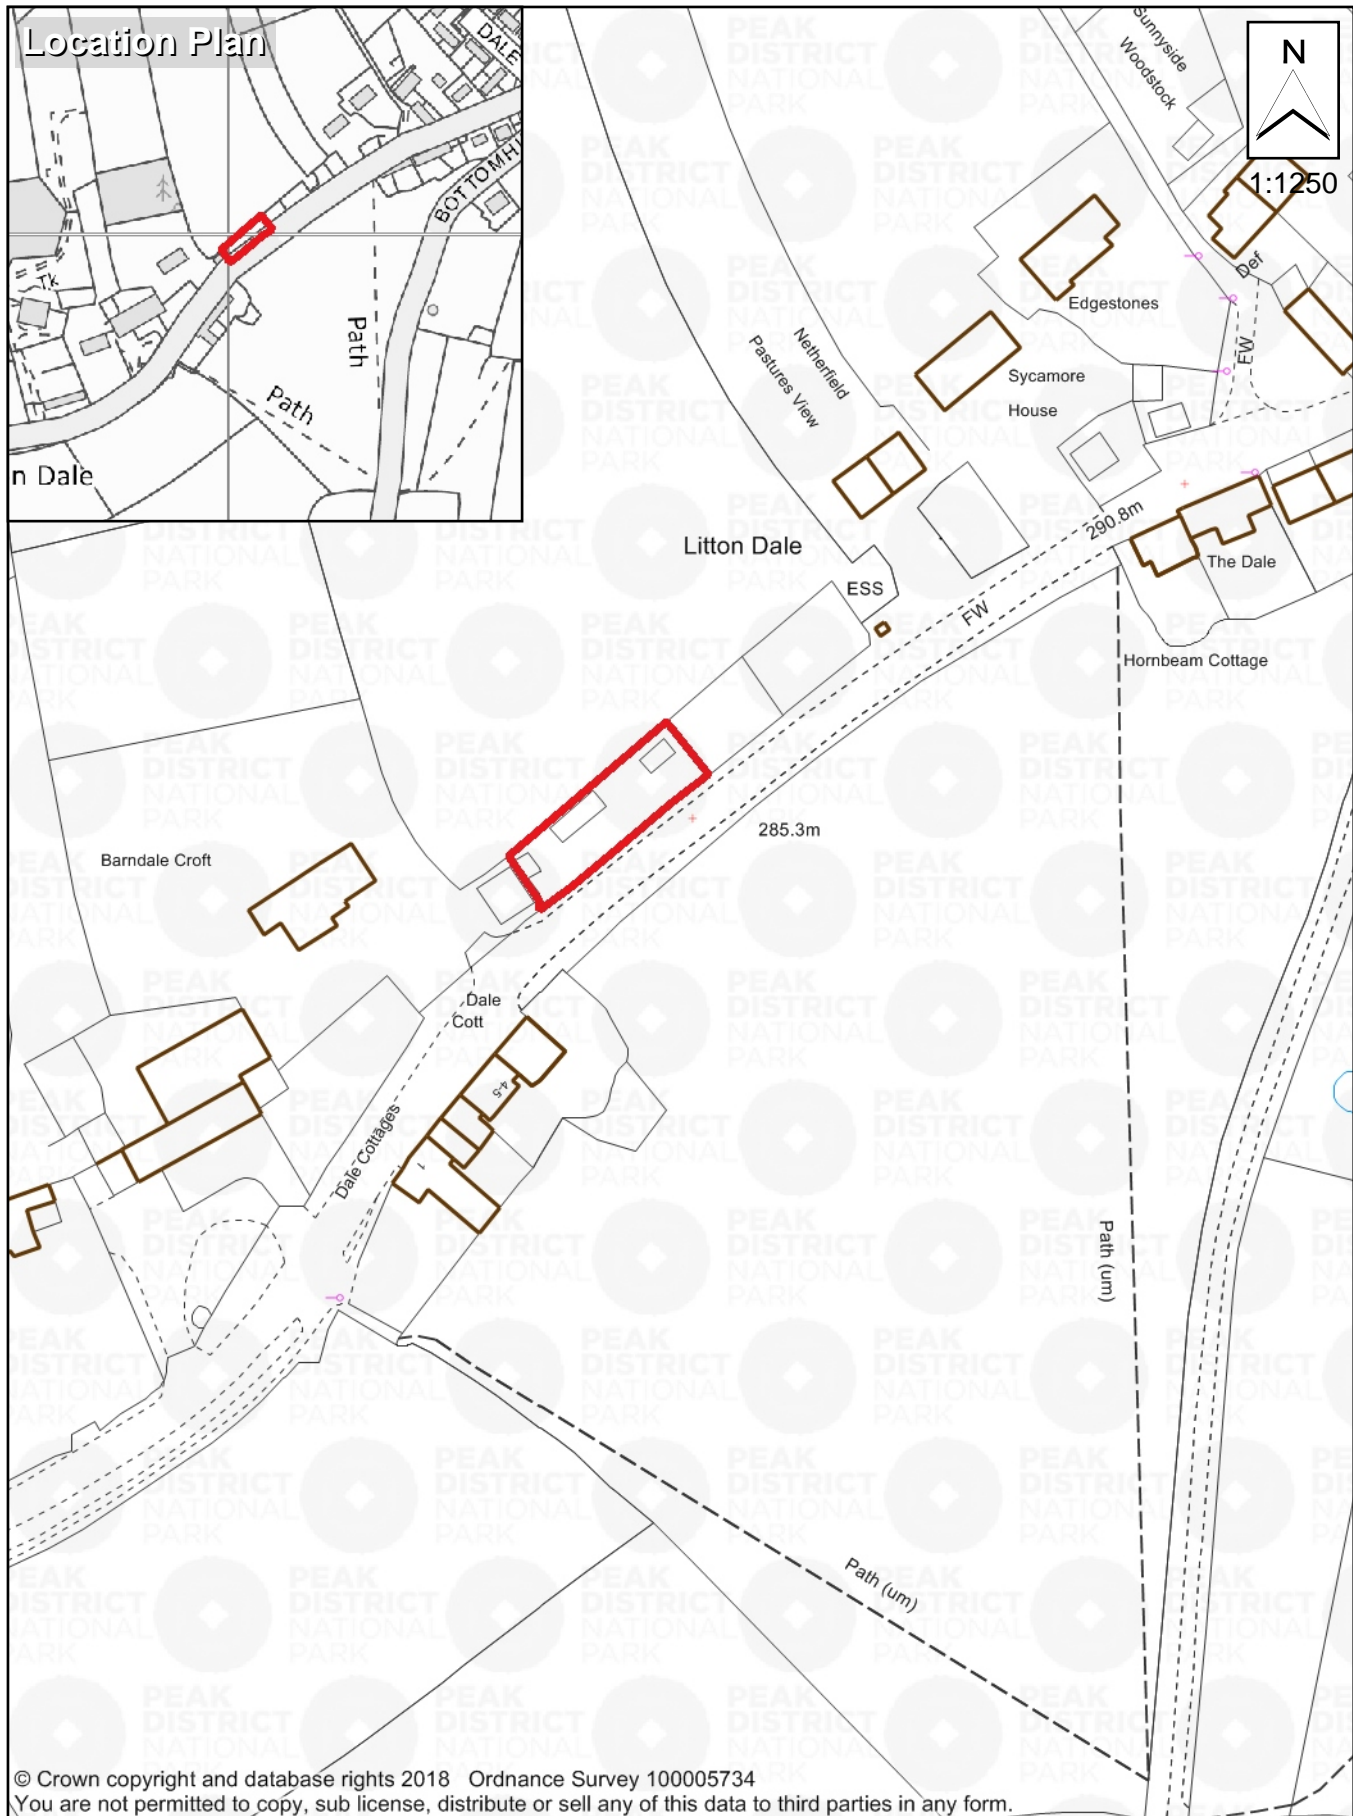 Location Plan
DALE
BOTTOMHI
Tk
Path
Path
n Dale
N
1:1250
Sunnyside
Woodstock
Def
Edgestones
FW
Netherfield
Pastures View
Sycamore
House
290.8m
Litton Dale
The Dale
ESS
FW
Hornbeam Cottage
285.3m
Barndale Croft
Dale
Cott
4-5
Dale Cottages
1
Path (um)
Path (um)
PEAK
DISTRICT
NATIONAL
PARK
© Crown copyright and database rights 2018 Ordnance Survey 100005734
You are not permitted to copy, sub license, distribute or sell any of this data to third parties in any form.